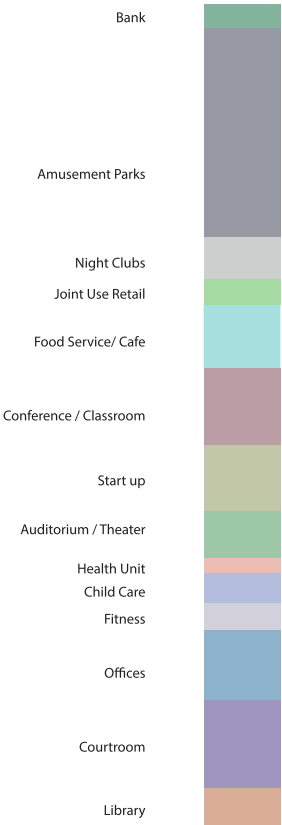 Bank
Amusement Parks
Night Clubs
Joint Use Retail
Food Service/ Cafe
Conference / Classroom
Start up
Auditorium / Theater
Health Unit
Child Care
Fitness
Offices
Courtroom
Library